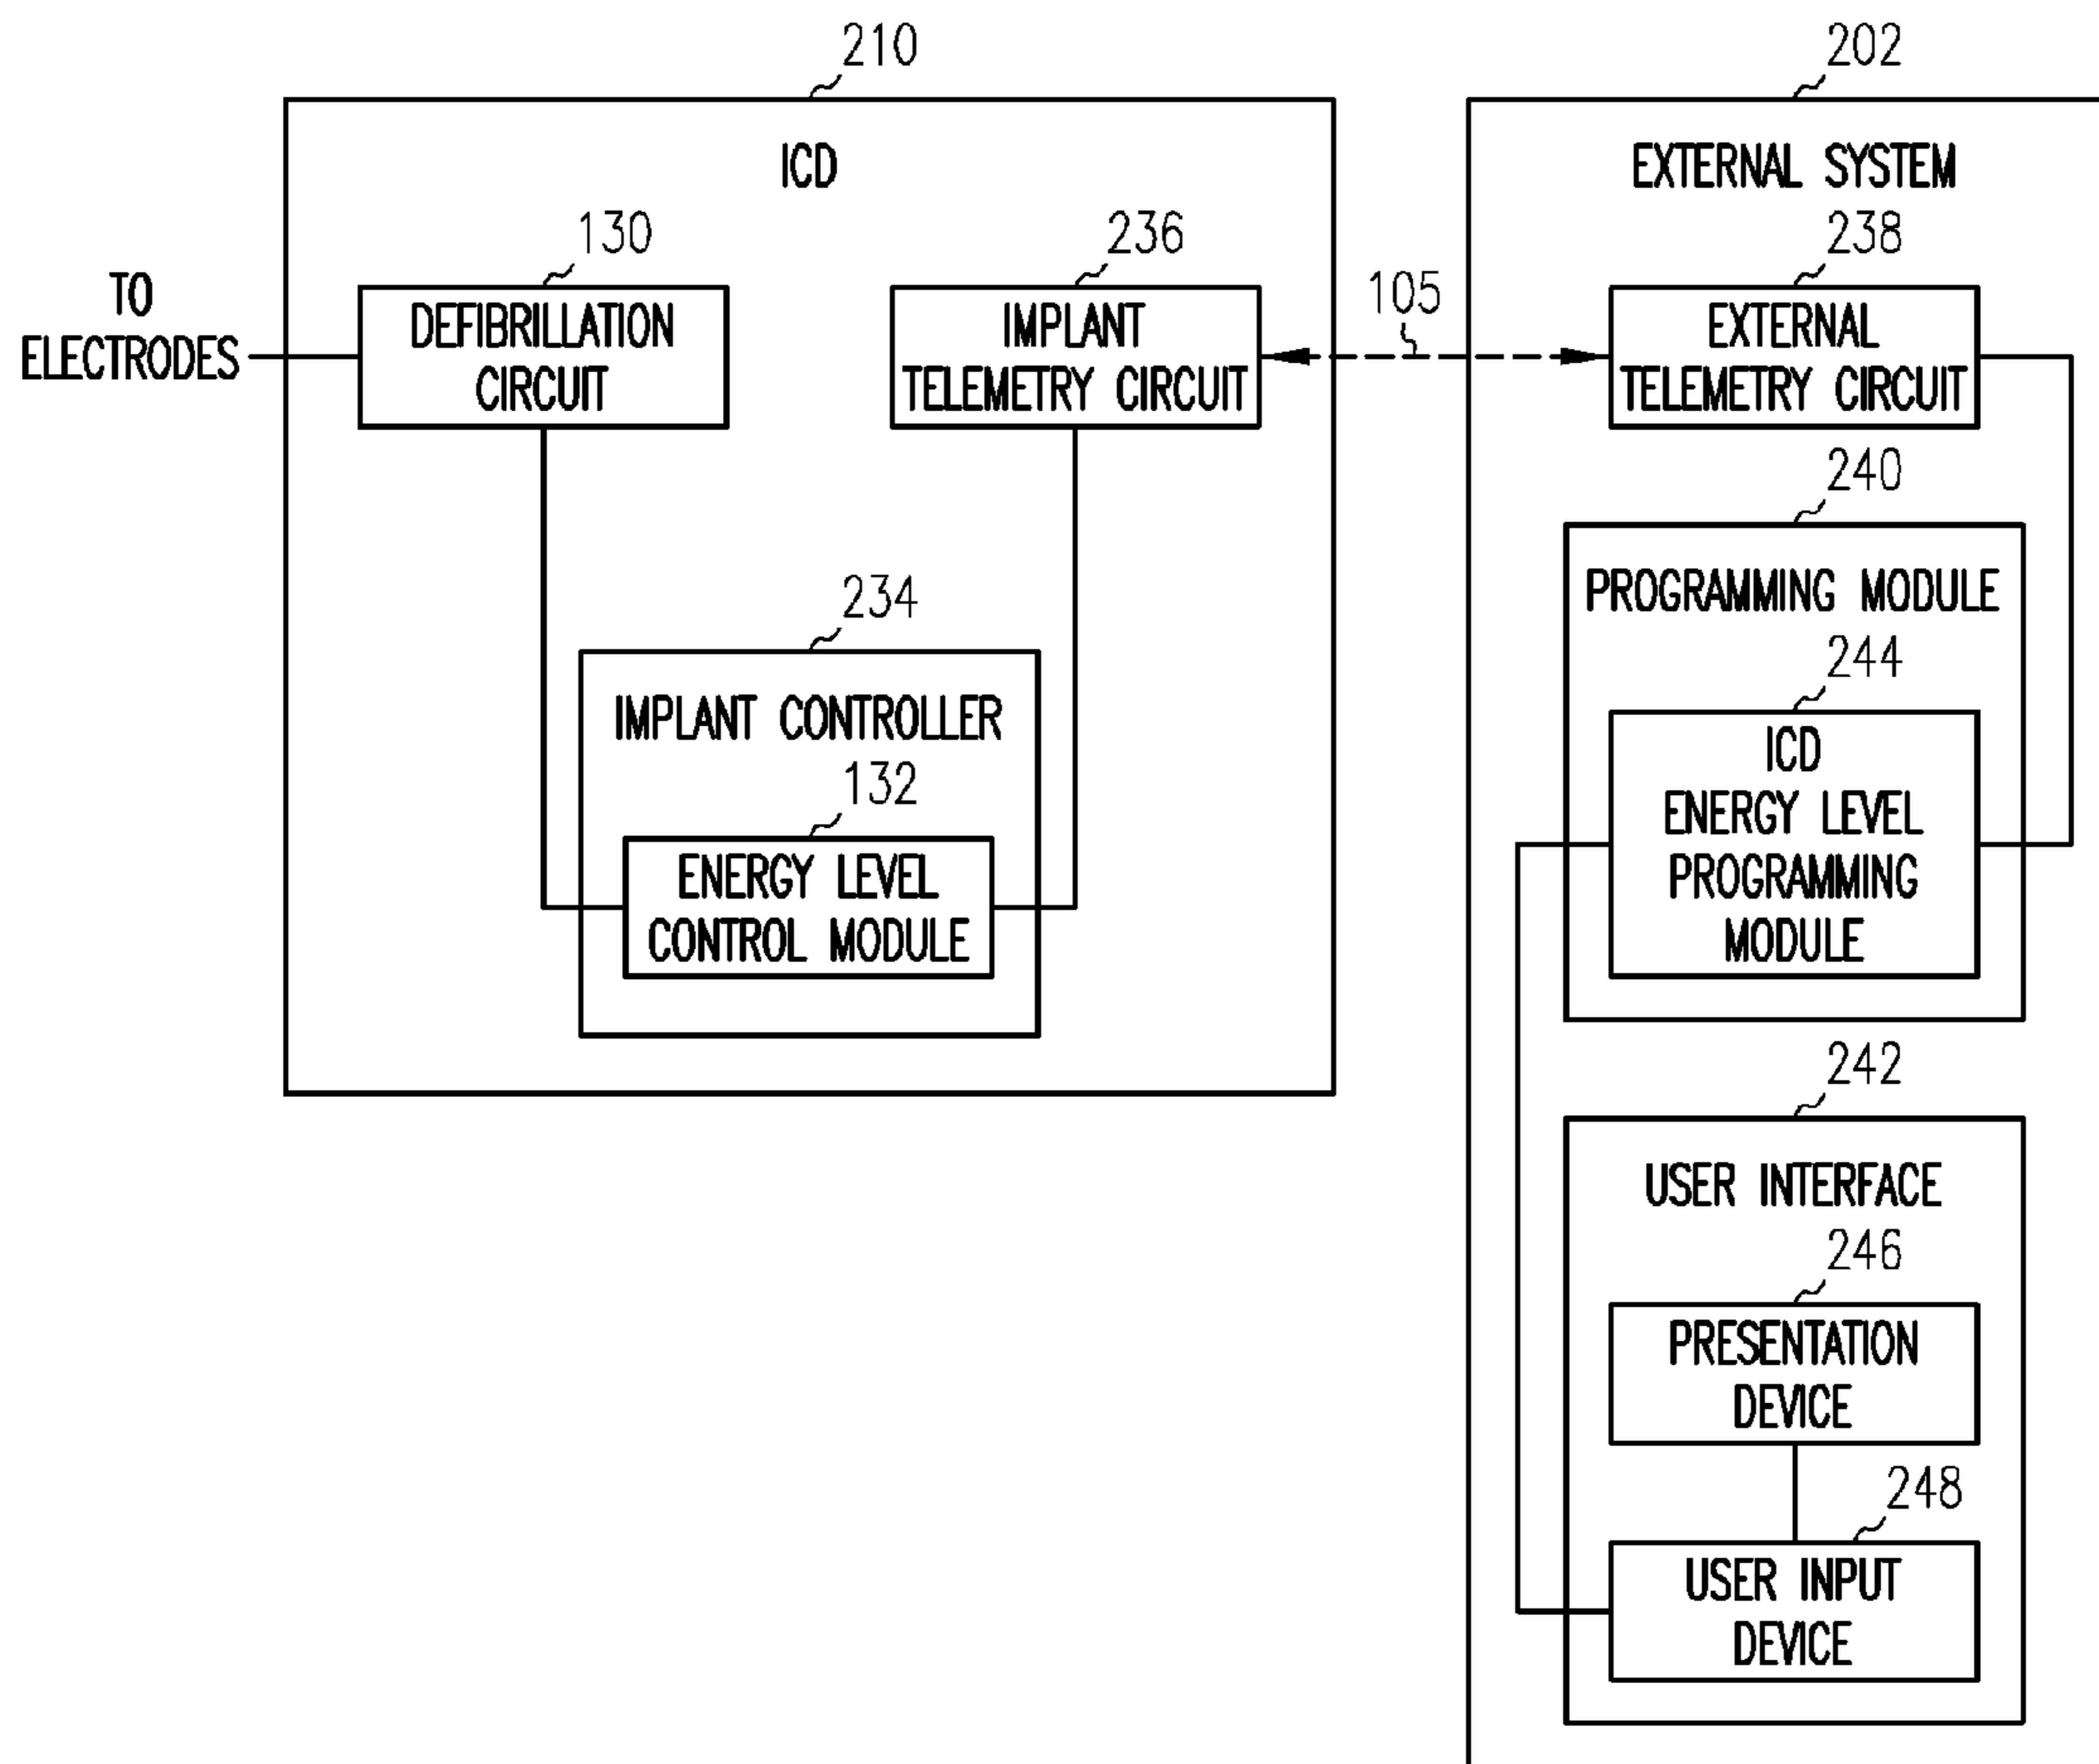 210
202
ICD
EXTERNAL SYSTEM
130
236
238
TO
ELECTRODES
DEFIBRILLATION
CIRCUIT
IMPLANT
TELEMETRY CIRCUIT
105
EXTERNAL
TELEMETRY CIRCUIT
240
PROGRAMMING MODULE
234
IMPLANT CONTROLLER
132
ENERGY LEVEL
CONTROL MODULE
244
ICD
ENERGY LEVEL
PROGRAMMING
MODULE
242
USER INTERFACE
246
PRESENTATION
DEVICE
248
USER INPUT
DEVICE